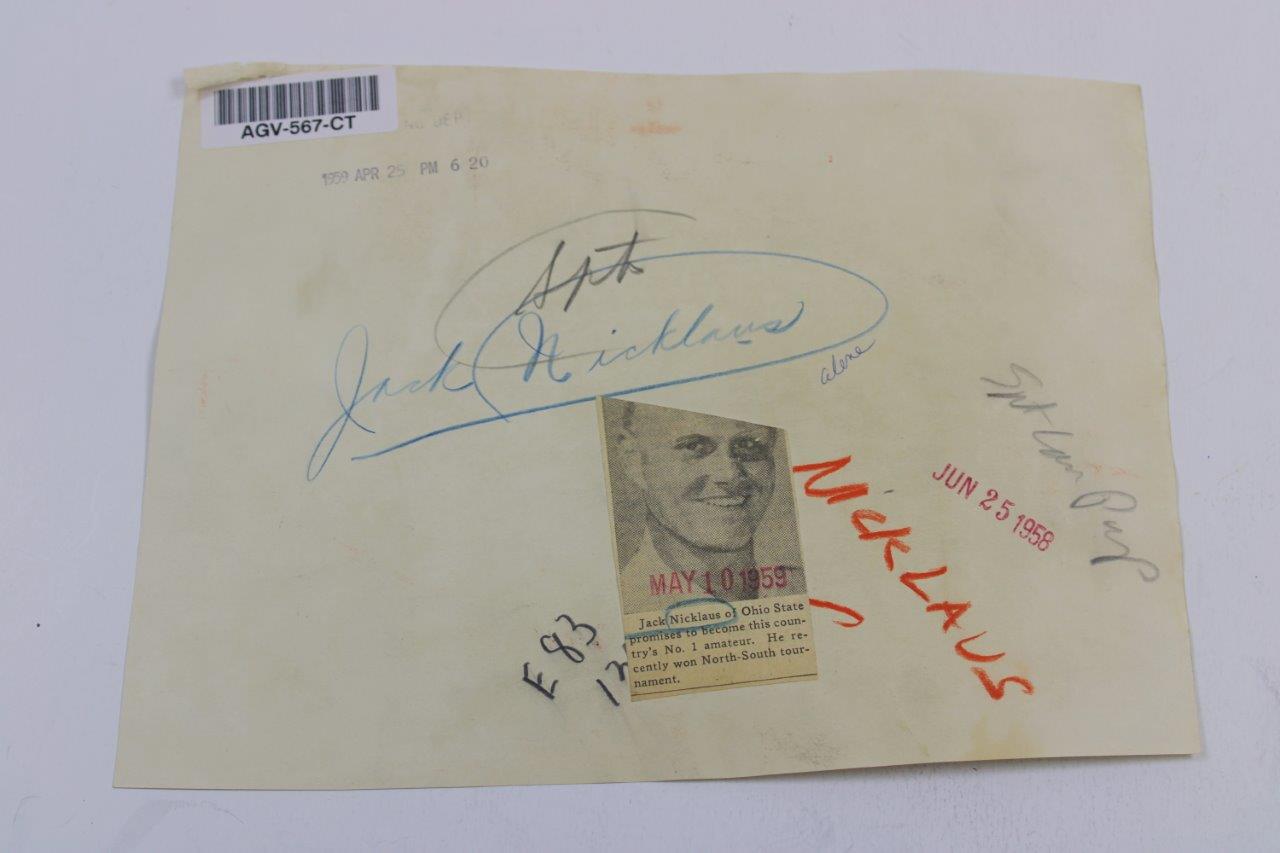 AGV-567-CT
1959 APR 25 PM 6 20
Spt
Jack Nicklaus
alone
JUN 25 1958
NICKLAUS
MAY 10 1959
Jack Nicklaus of Ohio State
promises to become this coun-
try's No. 1 amateur. He re-
cently won North-South tour-
nament.
E 83